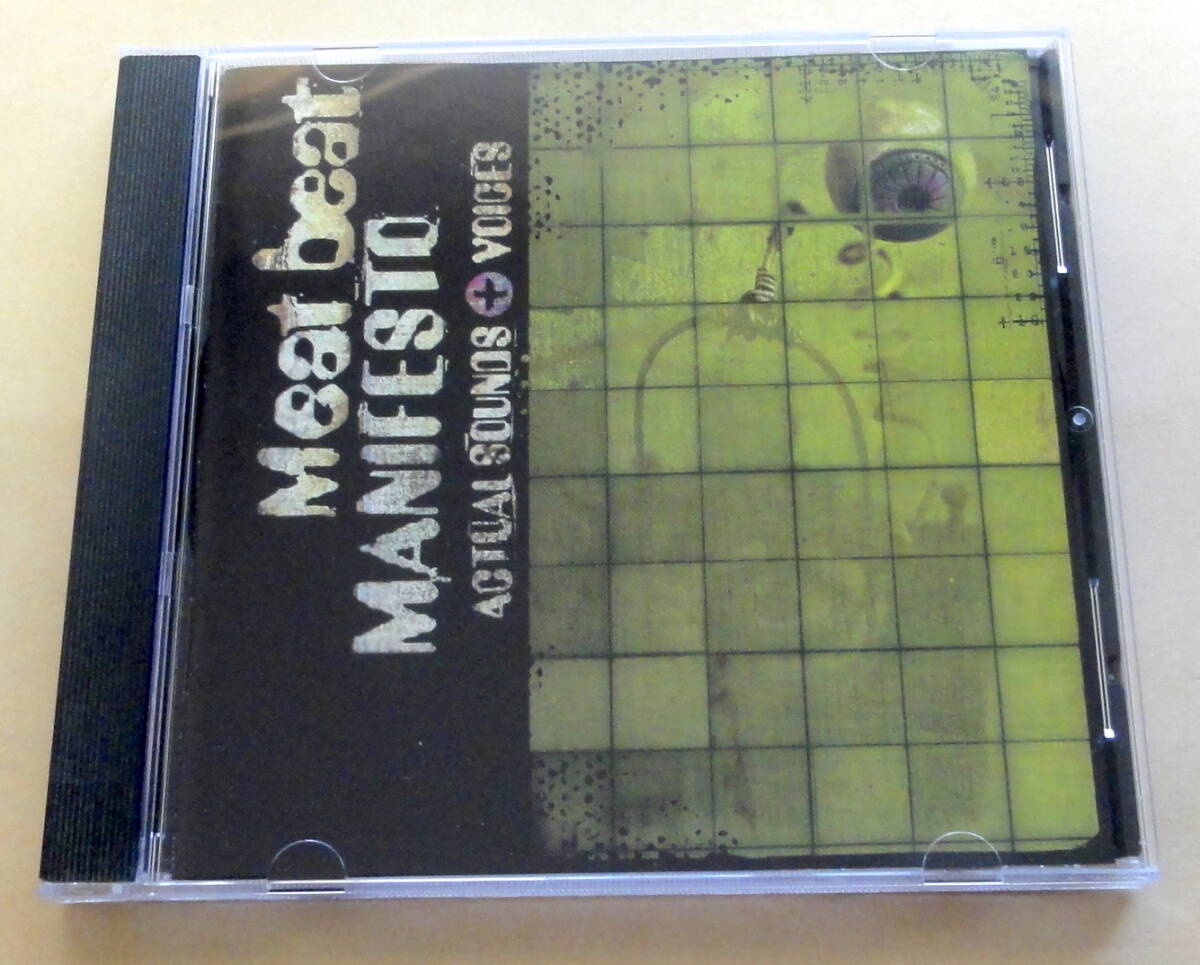 Meat beat
MANIFESTO
ACTUAL SOUNDS + VOICES